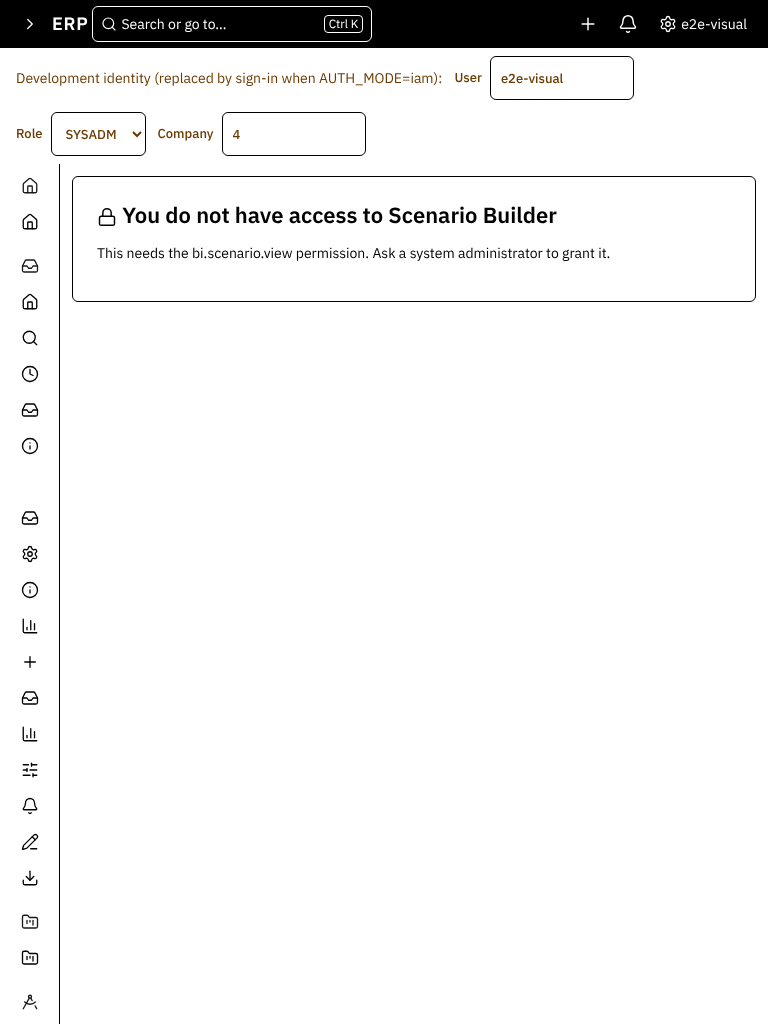 ERP Search or go to... Ctrl K e2e-visual
Development identity (replaced by sign-in when AUTH_MODE=iam): User e2e-visual
Role SYSADM Company 4
You do not have access to Scenario Builder
This needs the bi.scenario.view permission. Ask a system administrator to grant it.